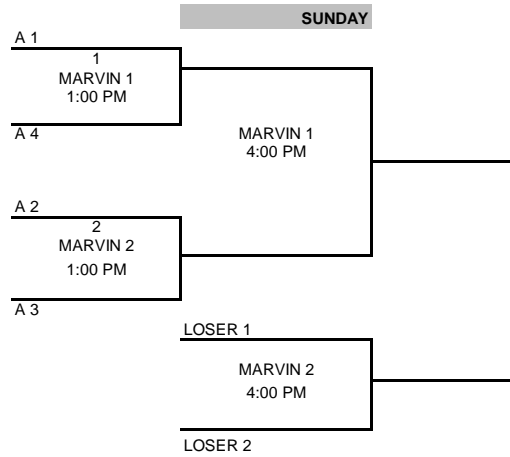 SUNDAY
A 1
1
MARVIN 1
1:00 PM
A 4
MARVIN 1
4:00 PM
A 2
2
MARVIN 2
1:00 PM
A 3
LOSER 1
MARVIN 2
4:00 PM
LOSER 2